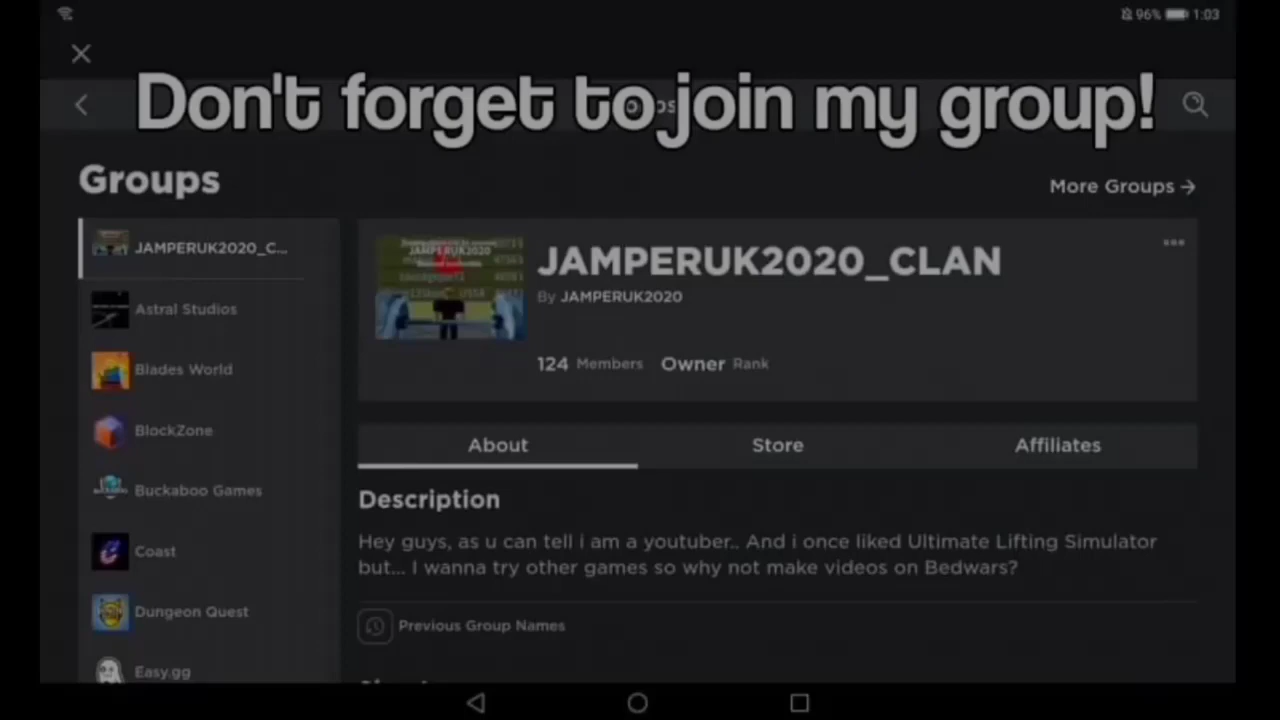 96% 1:03
Don't forget to join my group!
Groups
More Groups →
JAMPERUK2020_C...
JAMPERUK2020_CLAN
By JAMPERUK2020
Astral Studios
124 Members Owner Rank
Blades World
BlockZone
About Store Affiliates
Buckaboo Games
Description
Coast
Hey guys, as u can tell i am a youtuber.. And i once liked Ultimate Lifting Simulator
but... I wanna try other games so why not make videos on Bedwars?
Dungeon Quest
Previous Group Names
Easy.gg